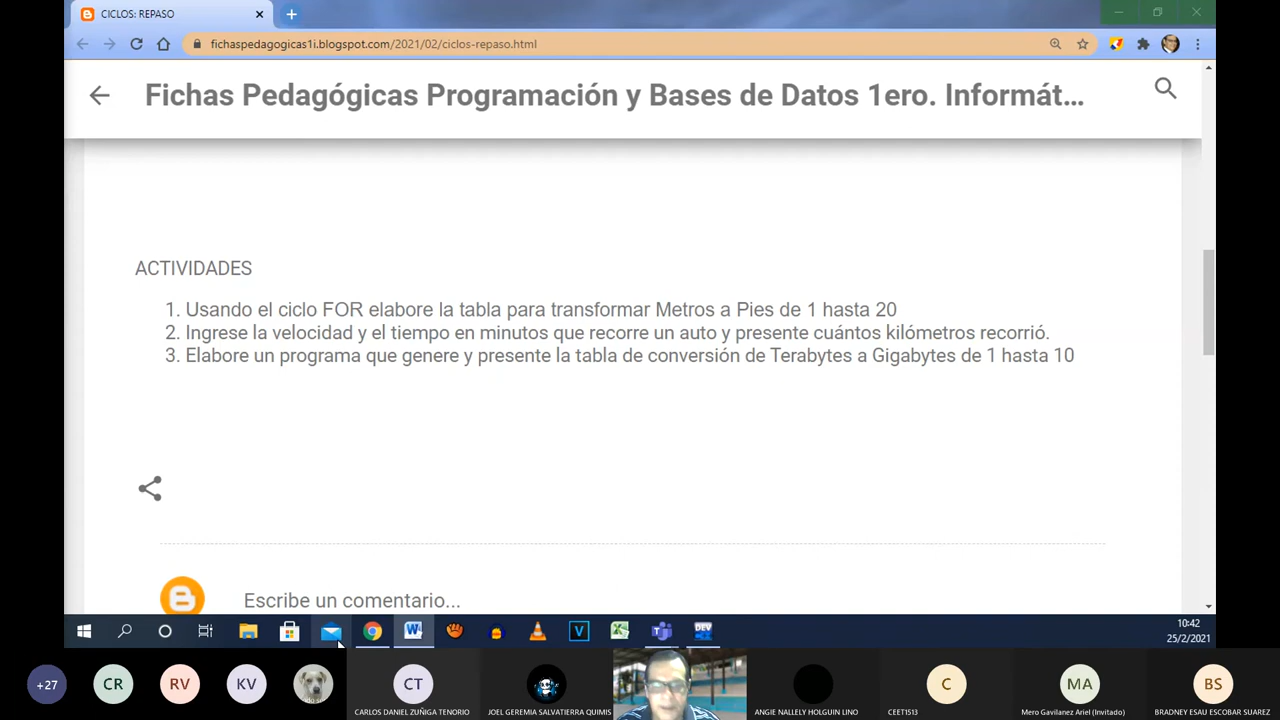 CICLOS: REPASO
fichaspedagogicas1i.blogspot.com/2021/02/ciclos-repaso.html
Fichas Pedagógicas Programación y Bases de Datos 1ero. Informát...
ACTIVIDADES
1. Usando el ciclo FOR elabore la tabla para transformar Metros a Pies de 1 hasta 20
2. Ingrese la velocidad y el tiempo en minutos que recorre un auto y presente cuántos kilómetros recorrió.
3. Elabore un programa que genere y presente la tabla de conversión de Terabytes a Gigabytes de 1 hasta 10
Escribe un comentario...
W
V
DEV
10:42
25/2/2021
+27
CR
RV
KV
CT
C
MA
BS
CARLOS DANIEL ZUÑIGA TENORIO
JOEL GEREMIA SALVATIERRA QUIMIS
ANGIE NALLELY HOLGUIN LINO
CEET1513
Mero Gavilanez Ariel (Invitado)
BRADNEY ESAU ESCOBAR SUAREZ